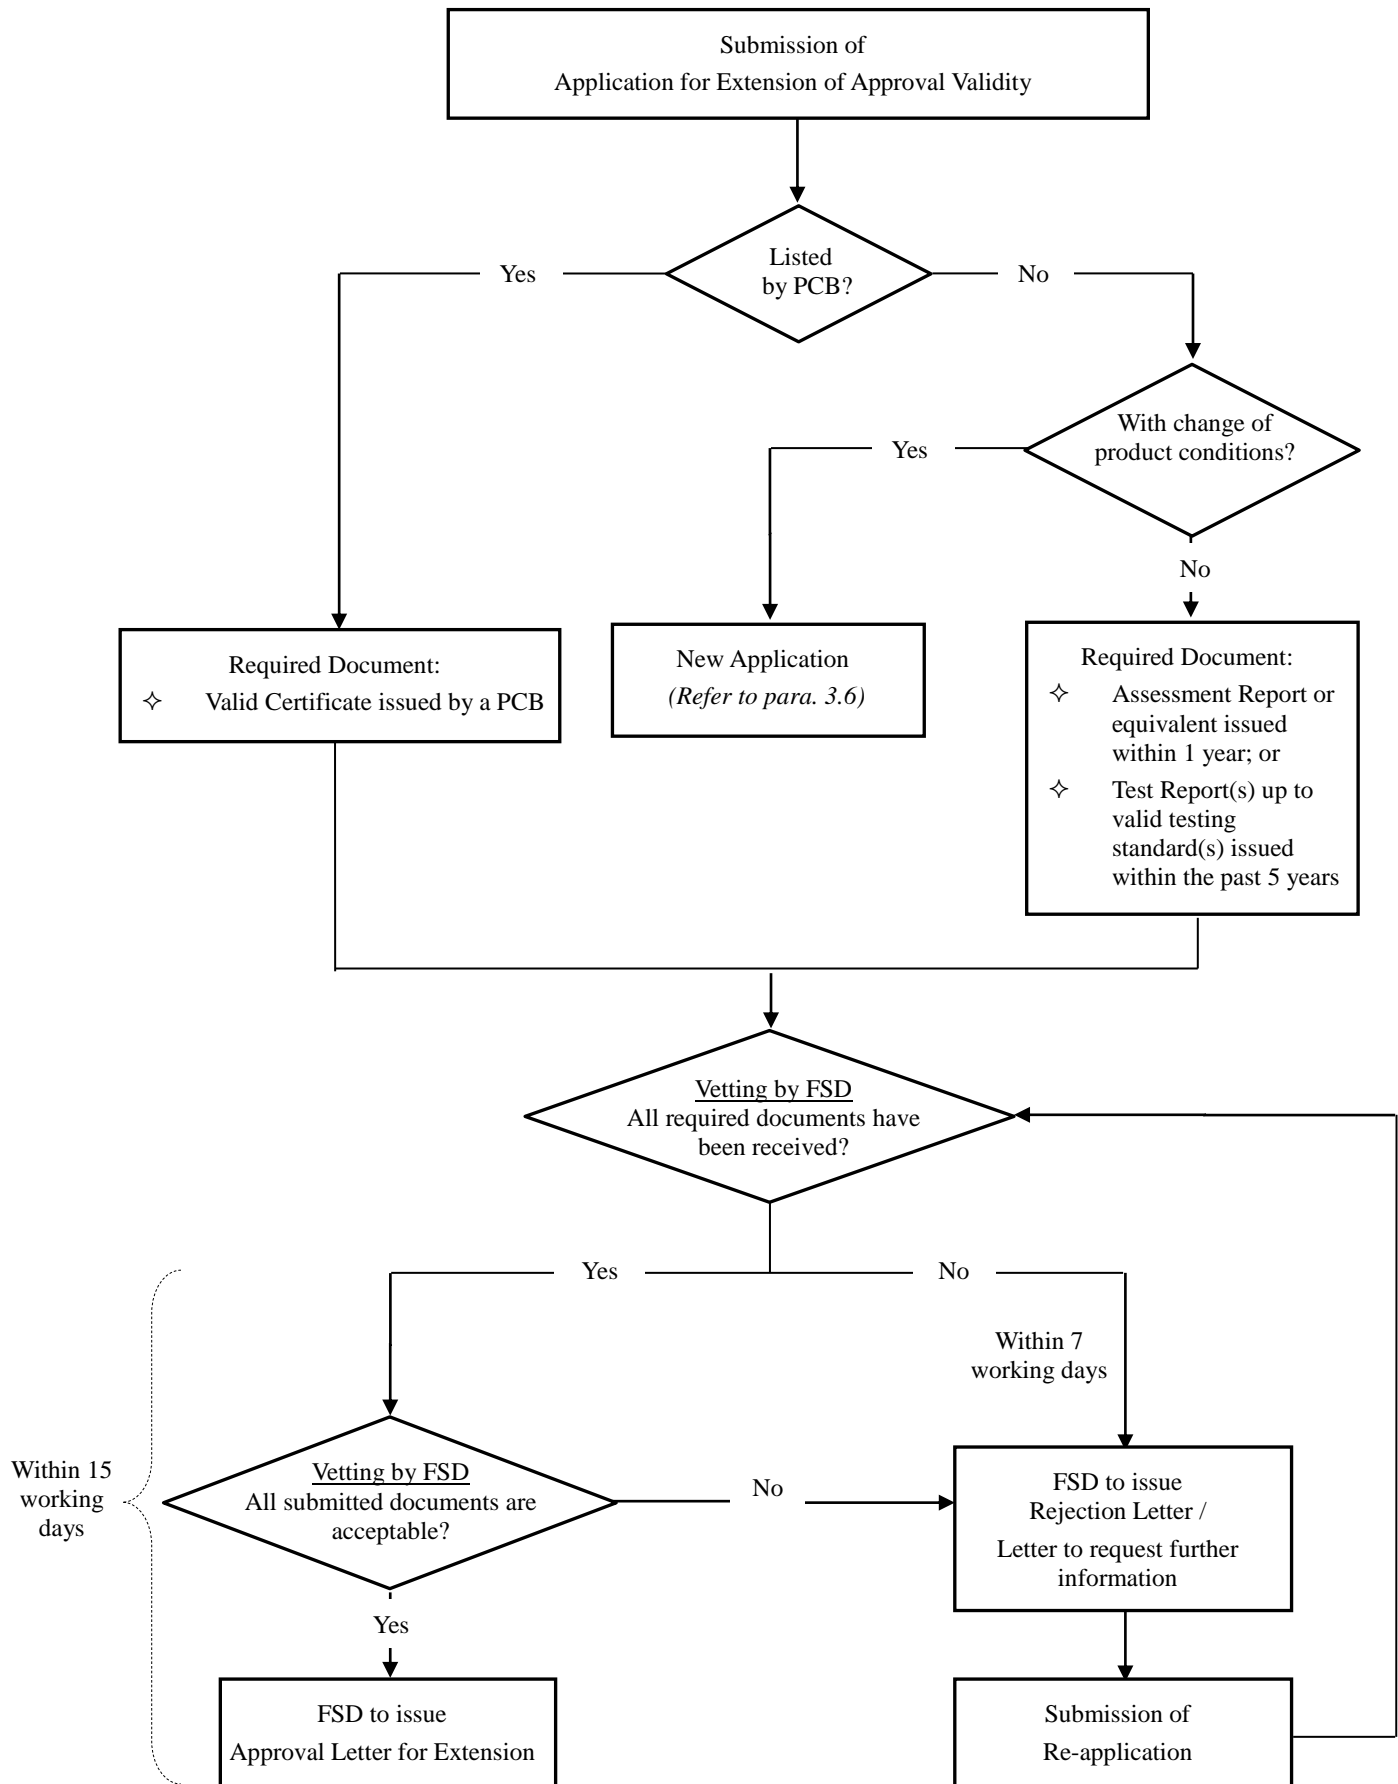 Submission of
Application for Extension of Approval Validity
Listed
by PCB?
Yes
No
With change of
product conditions?
Yes
No
Required Document:
✧ Valid Certificate issued by a PCB
New Application
(Refer to para. 3.6)
Required Document:
✧ Assessment Report or
equivalent issued
within 1 year; or
✧ Test Report(s) up to
valid testing
standard(s) issued
within the past 5 years
Vetting by FSD
All required documents have
been received?
Yes
No
Within 7
working days
Within 15
working
days
Vetting by FSD
All submitted documents are
acceptable?
No
FSD to issue
Rejection Letter /
Letter to request further
information
Yes
FSD to issue
Approval Letter for Extension
Submission of
Re-application